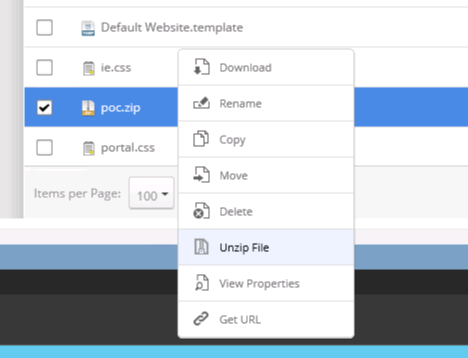 Default Website.template
ie.css
Download
Rename
poc.zip
Copy
portal.css
Move
Items per Page: 100
Delete
Unzip File
View Properties
Get URL